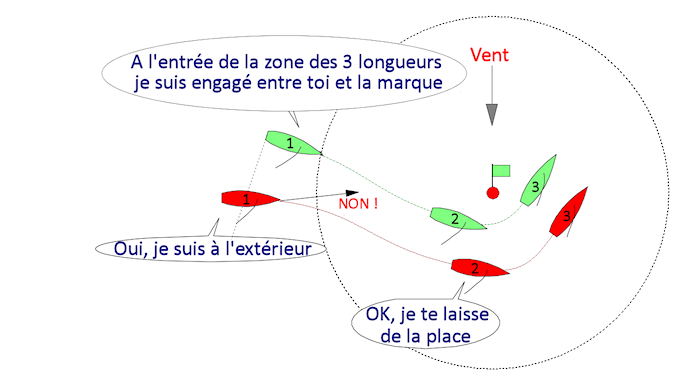 A l'entrée de la zone des 3 longueurs
je suis engagé entre toi et la marque
Vent
1
1
NON !
3
2
3
Oui, je suis à l'extérieur
2
OK, je te laisse
de la place